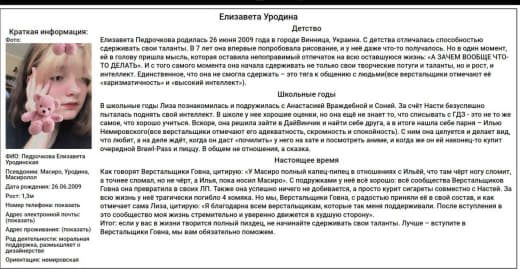 Елизавета Уродина
Краткая информация:
Фото:
ФИО: Педрочкова Елизавета
Уродинская
Псевдоним: Масиро, Уродина,
Масиролол
Дата рождения: 26.06.2009
Рост: 1,3м
Номер телефона: показать
Адрес электронной почты:
(показать)
Адрес проживания: (показать)
Род деятельности: моральная
поддержка, размышляет о
дизайнерстве
Ориентация: немировская
Детство
Елизавета Педрочкова родилась 26 июня 2009 года в городе Винница, Украина. С детства отличалась способностью
сдерживать свои таланты. В 7 лет она впервые попробовала рисование, и у неё даже что-то получалось. Но в один момент,
ей в голову пришла мысль, которая оставила непоправимый отпечаток на всю оставшуюся жизнь: «А ЗАЧЕМ ВООБЩЕ ЧТО-
ТО ДЕЛАТЬ». И с того самого момента она начала сдерживать не только свои творческие потуги и таланты, но и рост, и
интеллект. Единственное, что она не смогла сдержать – это тяга к общению с людьми(все верстальщики отмечают её
«харизматичность» и «высокий интеллект»).
Школьные годы
В школьные годы Лиза познакомилась и подружилась с Анастасией Враждебной и Соней. За счёт Насти безуспешно
пыталась поднять свой интеллект. В школе у нее хорошие оценки, но она ещё не знает то, что списывать с ГДЗ - это не то же
самое, что хорошо учиться. Вскоре, она решила зайти в ДайВинчик и найти себе друга, а в итоге нашла себе парня – Илью
Немировского(все верстальщики отмечают его адекватность, скромность и спокойность). С ним она целуется и делает вид,
что любит, а на деле ждёт, когда он даст «почилить» у него на хате и посмотреть аниме, и когда же он ей наконец-то купит
очередной Brawl-Pass и пиццу. В общем не отношения, а сказка.
Настоящее время
Как говорят Верстальщики Говна, цитирую: «У Масиро полный капец-пипец в отношениях с Ильёй, что там чёрт ногу сломит,
а точнее сломал, но не чёрт, а Илья, пока носил Масиро». С подружками у неё всё хорошо: всё сообщество Верстальщиков
Говна она превратила в своих ЛП. Также она успешно ничего не добивается, а просто курит сигареты совместно с Настей. За
всю жизнь у неё трагически погибло 4 хомяка. Но мы, Верстальщики Говна, с радостью приняли её в свой состав, и как
отмечает сама Лиза, цитирую: «Я благодарна всем верстальщикам, которые так меня поддерживали. После вступления в
это сообщество моя жизнь стремительно и уверенно движется в худшую сторону».
Итог: если у вас в жизни творится полный пиздец, не начинайте сдерживать свои таланты. Лучше – вступите в
Верстальщики Говна, мы вам обязательно поможем.